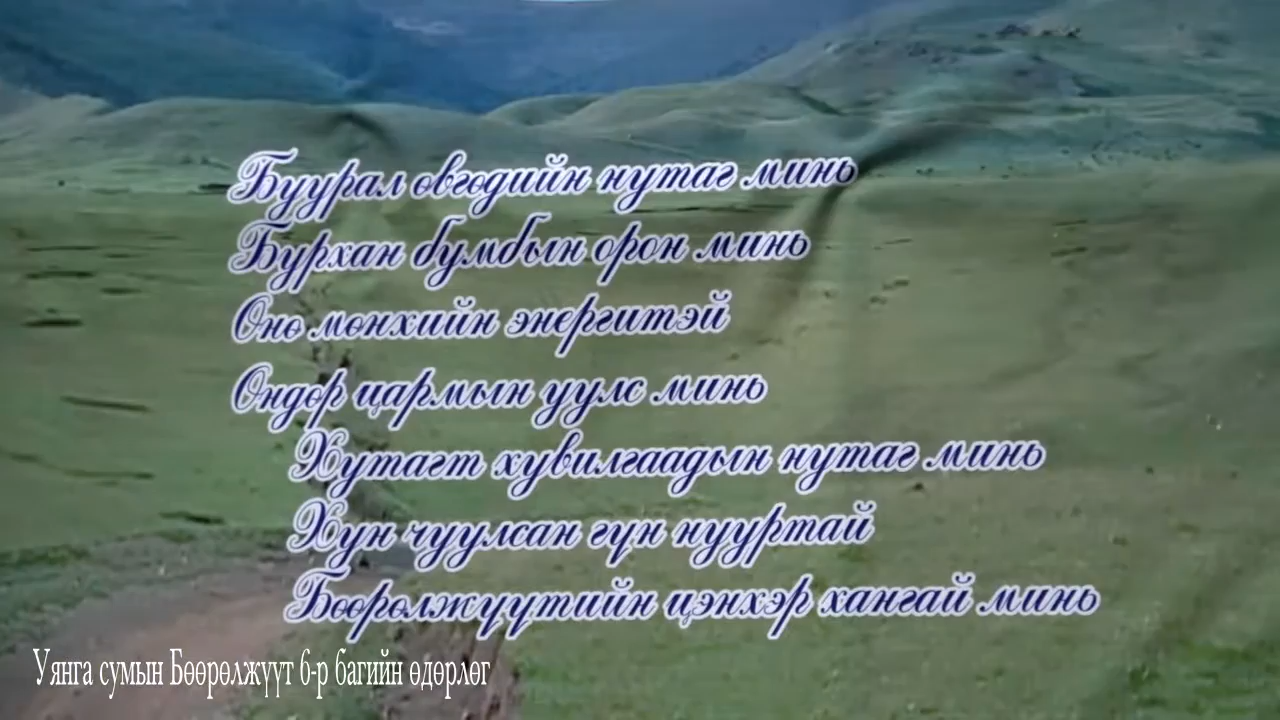 Буурал өвгөдийн нутаг минь
Бурхан бумбын орон минь
Өнө мөнхийн энергитэй
Өндөр цармын уулс минь
Хутагт хувилгаадын нутаг минь
Хүн чуулсан гүн нууртай
Бөөрөлжүүтийн цэнхэр хангай минь
Уянга сумын Бөөрөлжүүт 6-р багийн өдөрлөг